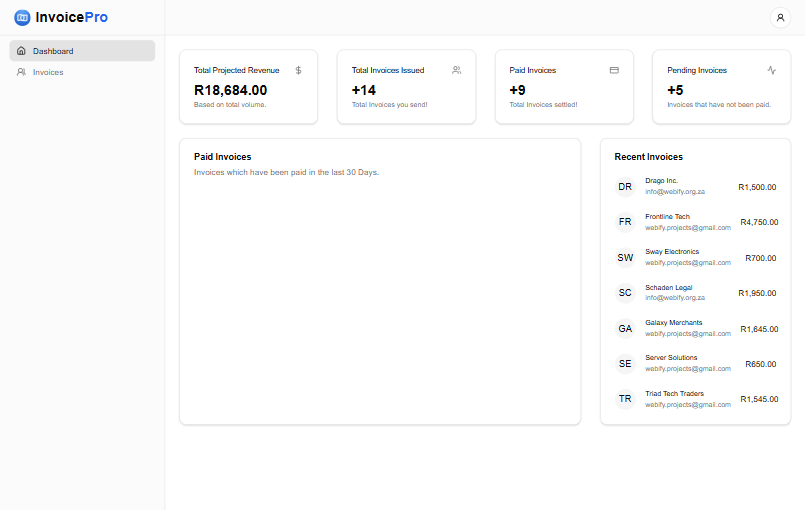 InvoicePro
Dashboard
Invoices
Total Projected Revenue
R18,684.00
Based on total volume.
Total Invoices Issued
+14
Total Invoices you send!
Paid Invoices
+9
Total Invoices settled!
Pending Invoices
+5
Invoices that have not been paid.
Paid Invoices
Invoices which have been paid in the last 30 Days.
Recent Invoices
DR
Drago Inc.
info@webify.org.za
R1,500.00
FR
Frontline Tech
webify.projects@gmail.com
R4,750.00
SW
Sway Electronics
webify.projects@gmail.com
R700.00
SC
Schaden Legal
info@webify.org.za
R1,950.00
GA
Galaxy Merchants
webify.projects@gmail.com
R1,645.00
SE
Server Solutions
webify.projects@gmail.com
R650.00
TR
Triad Tech Traders
webify.projects@gmail.com
R1,545.00